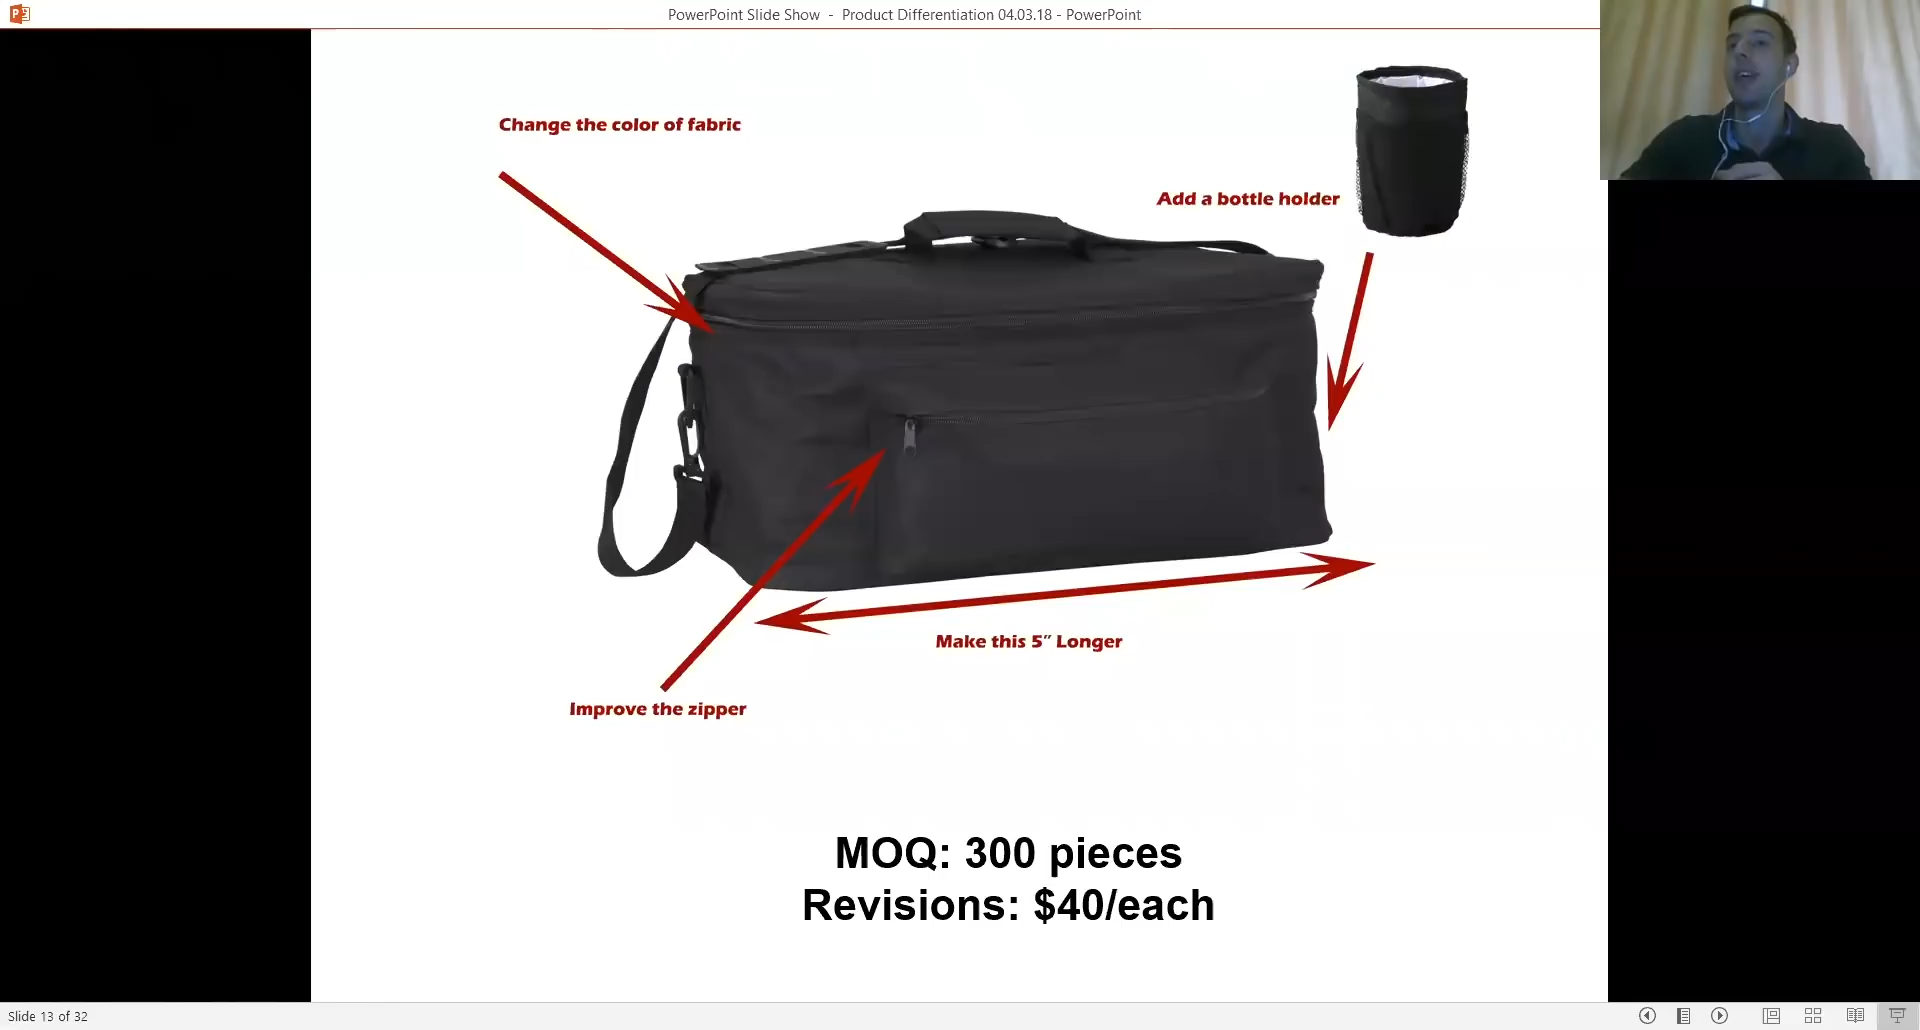 PowerPoint Slide Show - Product Differentiation 04.03.18 - PowerPoint
Change the color of fabric
Add a bottle holder
Make this 5” Longer
Improve the zipper
MOQ: 300 pieces
Revisions: $40/each
Slide 13 of 32